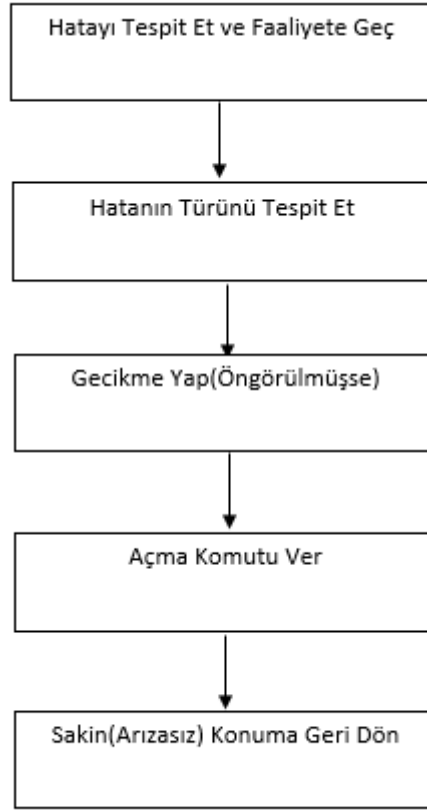 Hatayı Tespit Et ve Faaliyete Geç
Hatanın Türünü Tespit Et
Gecikme Yap(Öngörülmüşse)
Açma Komutu Ver
Sakin(Arızasız) Konuma Geri Dön